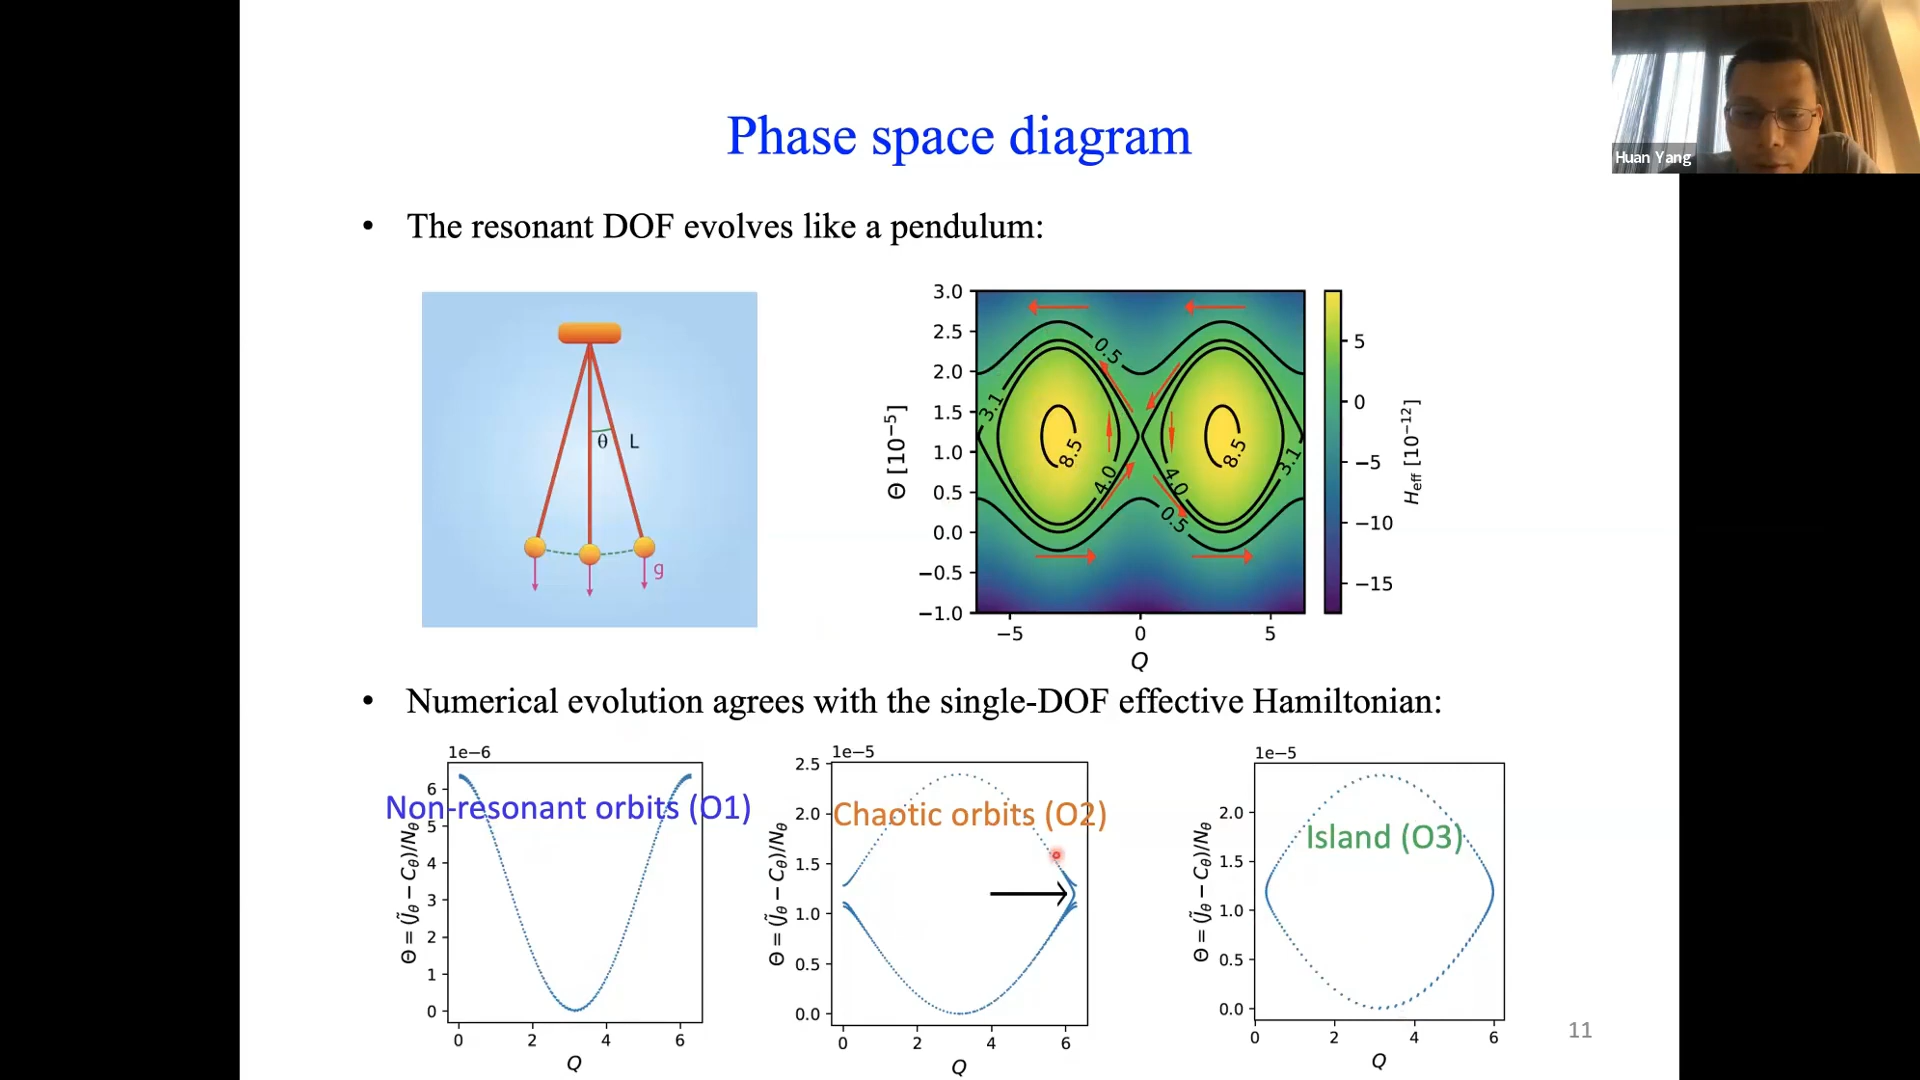 Huan Yang
Phase space diagram
• The resonant DOF evolves like a pendulum:
θ L
g
3.0
2.5
2.0
1.5
1.0
0.5
0.0
−0.5
−1.0
Θ [10⁻⁵]
−5 0 5
Q
0.5
3.1
8.5
4.0
4.0
8.5
3.1
0.5
5
0
−5
−10
−15
H_eff [10⁻¹²]
• Numerical evolution agrees with the single-DOF effective Hamiltonian:
1e−6
Non-resonant orbits (O1)
6
5
4
3
2
1
0
Θ = (J̃_θ − C_θ)/N_θ
0 2 4 6
Q
1e−5
Chaotic orbits (O2)
2.5
2.0
1.5
1.0
0.5
0.0
Θ = (J̃_θ − C_θ)/N_θ
0 2 4 6
Q
1e−5
Island (O3)
2.0
1.5
1.0
0.5
0.0
Θ = (J̃_θ − C_θ)/N_θ
0 2 4 6
Q
11